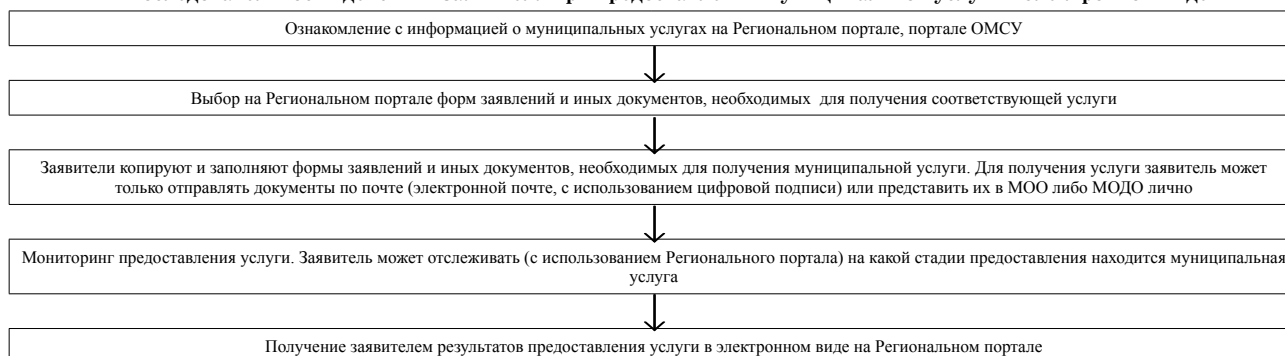 Ознакомление с информацией о муниципальных услугах на Региональном портале, портале ОМСУ
Выбор на Региональном портале форм заявлений и иных документов, необходимых для получения соответствующей услуги
Заявители копируют и заполняют формы заявлений и иных документов, необходимых для получения муниципальной услуги. Для получения услуги заявитель может
только отправлять документы по почте (электронной почте, с использованием цифровой подписи) или представить их в МОО либо МОДО лично
Мониторинг предоставления услуги. Заявитель может отслеживать (с использованием Регионального портала) на какой стадии предоставления находится муниципальная
услуга
Получение заявителем результатов предоставления услуги в электронном виде на Региональном портале